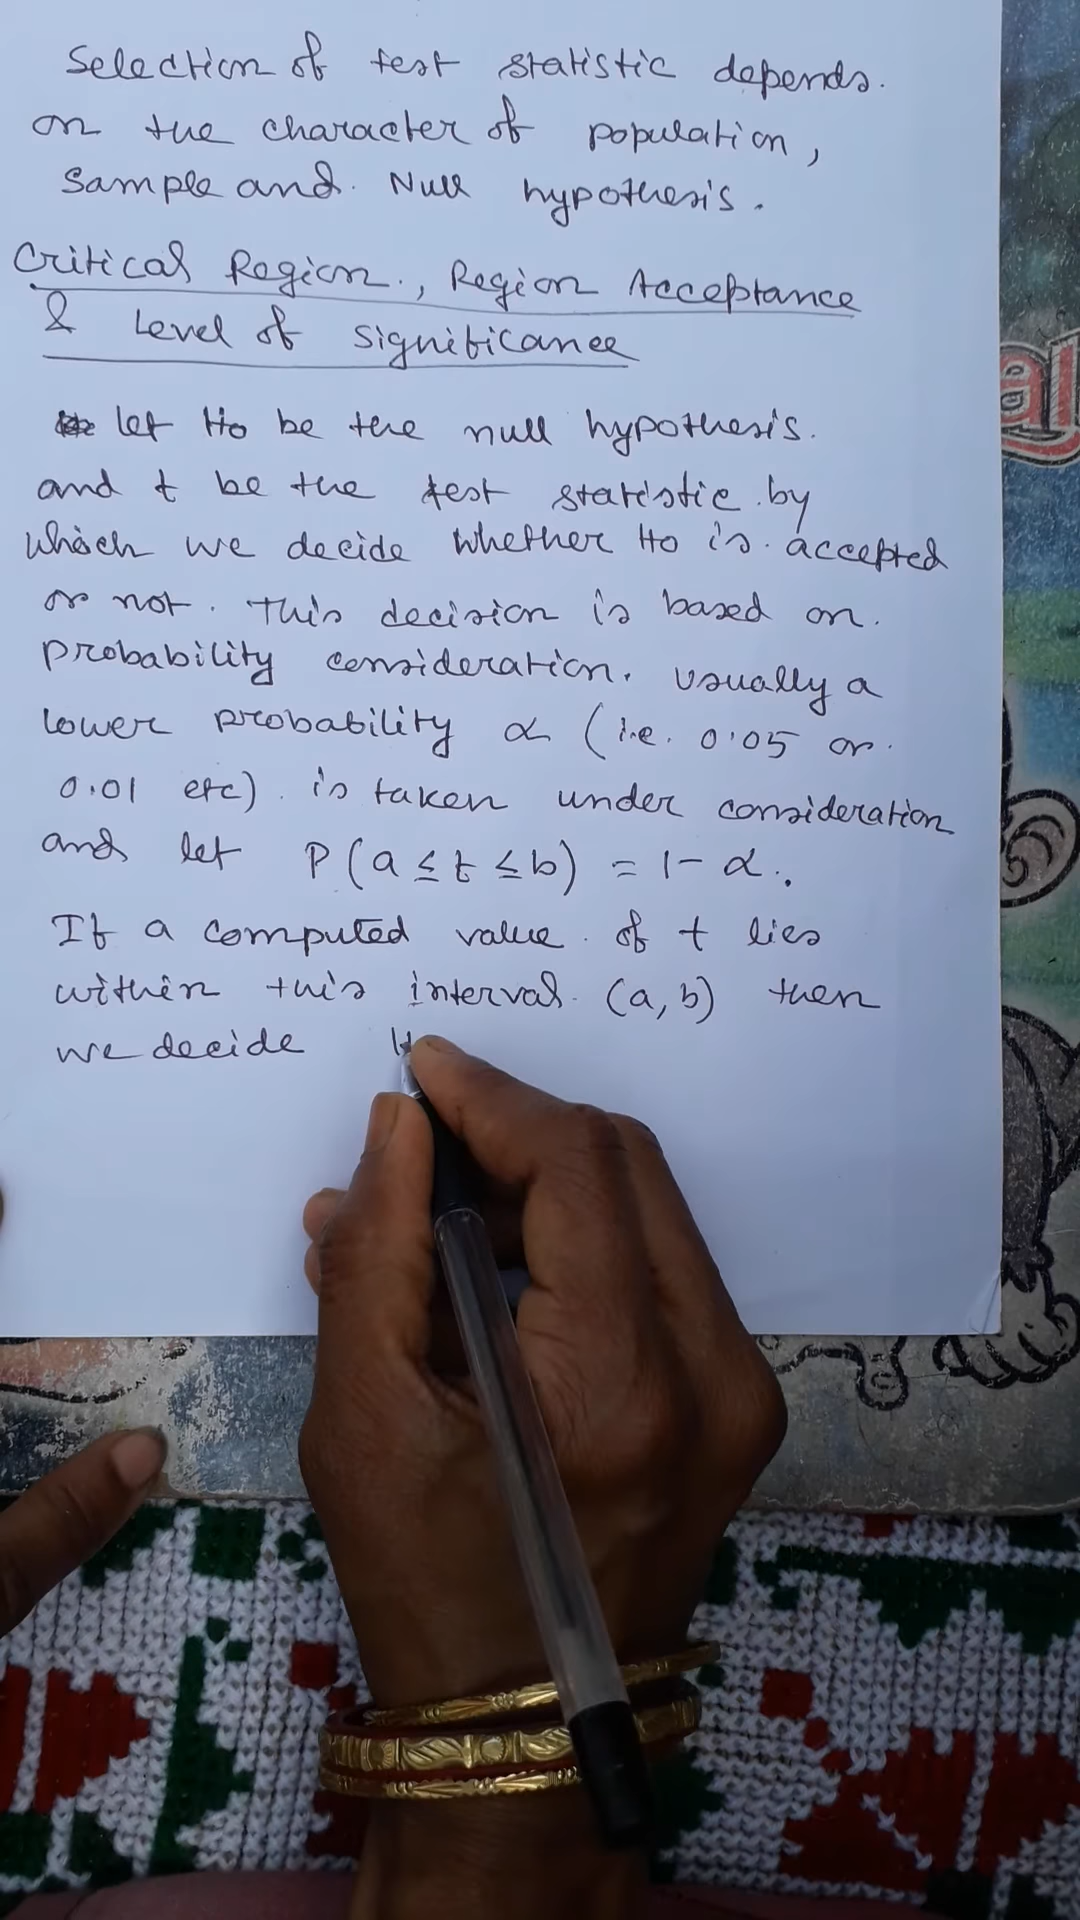 Selection of test statistic depends.
on the character of population,
Sample and. Null hypothesis.
Critical Region., Region Acceptance
& Level of significance
let Ho be the null hypothesis.
and t be the test statistic by
which we decide whether Ho is. accepted
or not. This decision is based on.
probability consideration. Usually a
lower probability α (i.e. 0.05 or.
0.01 etc). is taken under consideration
and let P(a ≤ t ≤ b) = 1- α.
If a computed value of t lies
within this interval. (a, b) then
we decide H
al